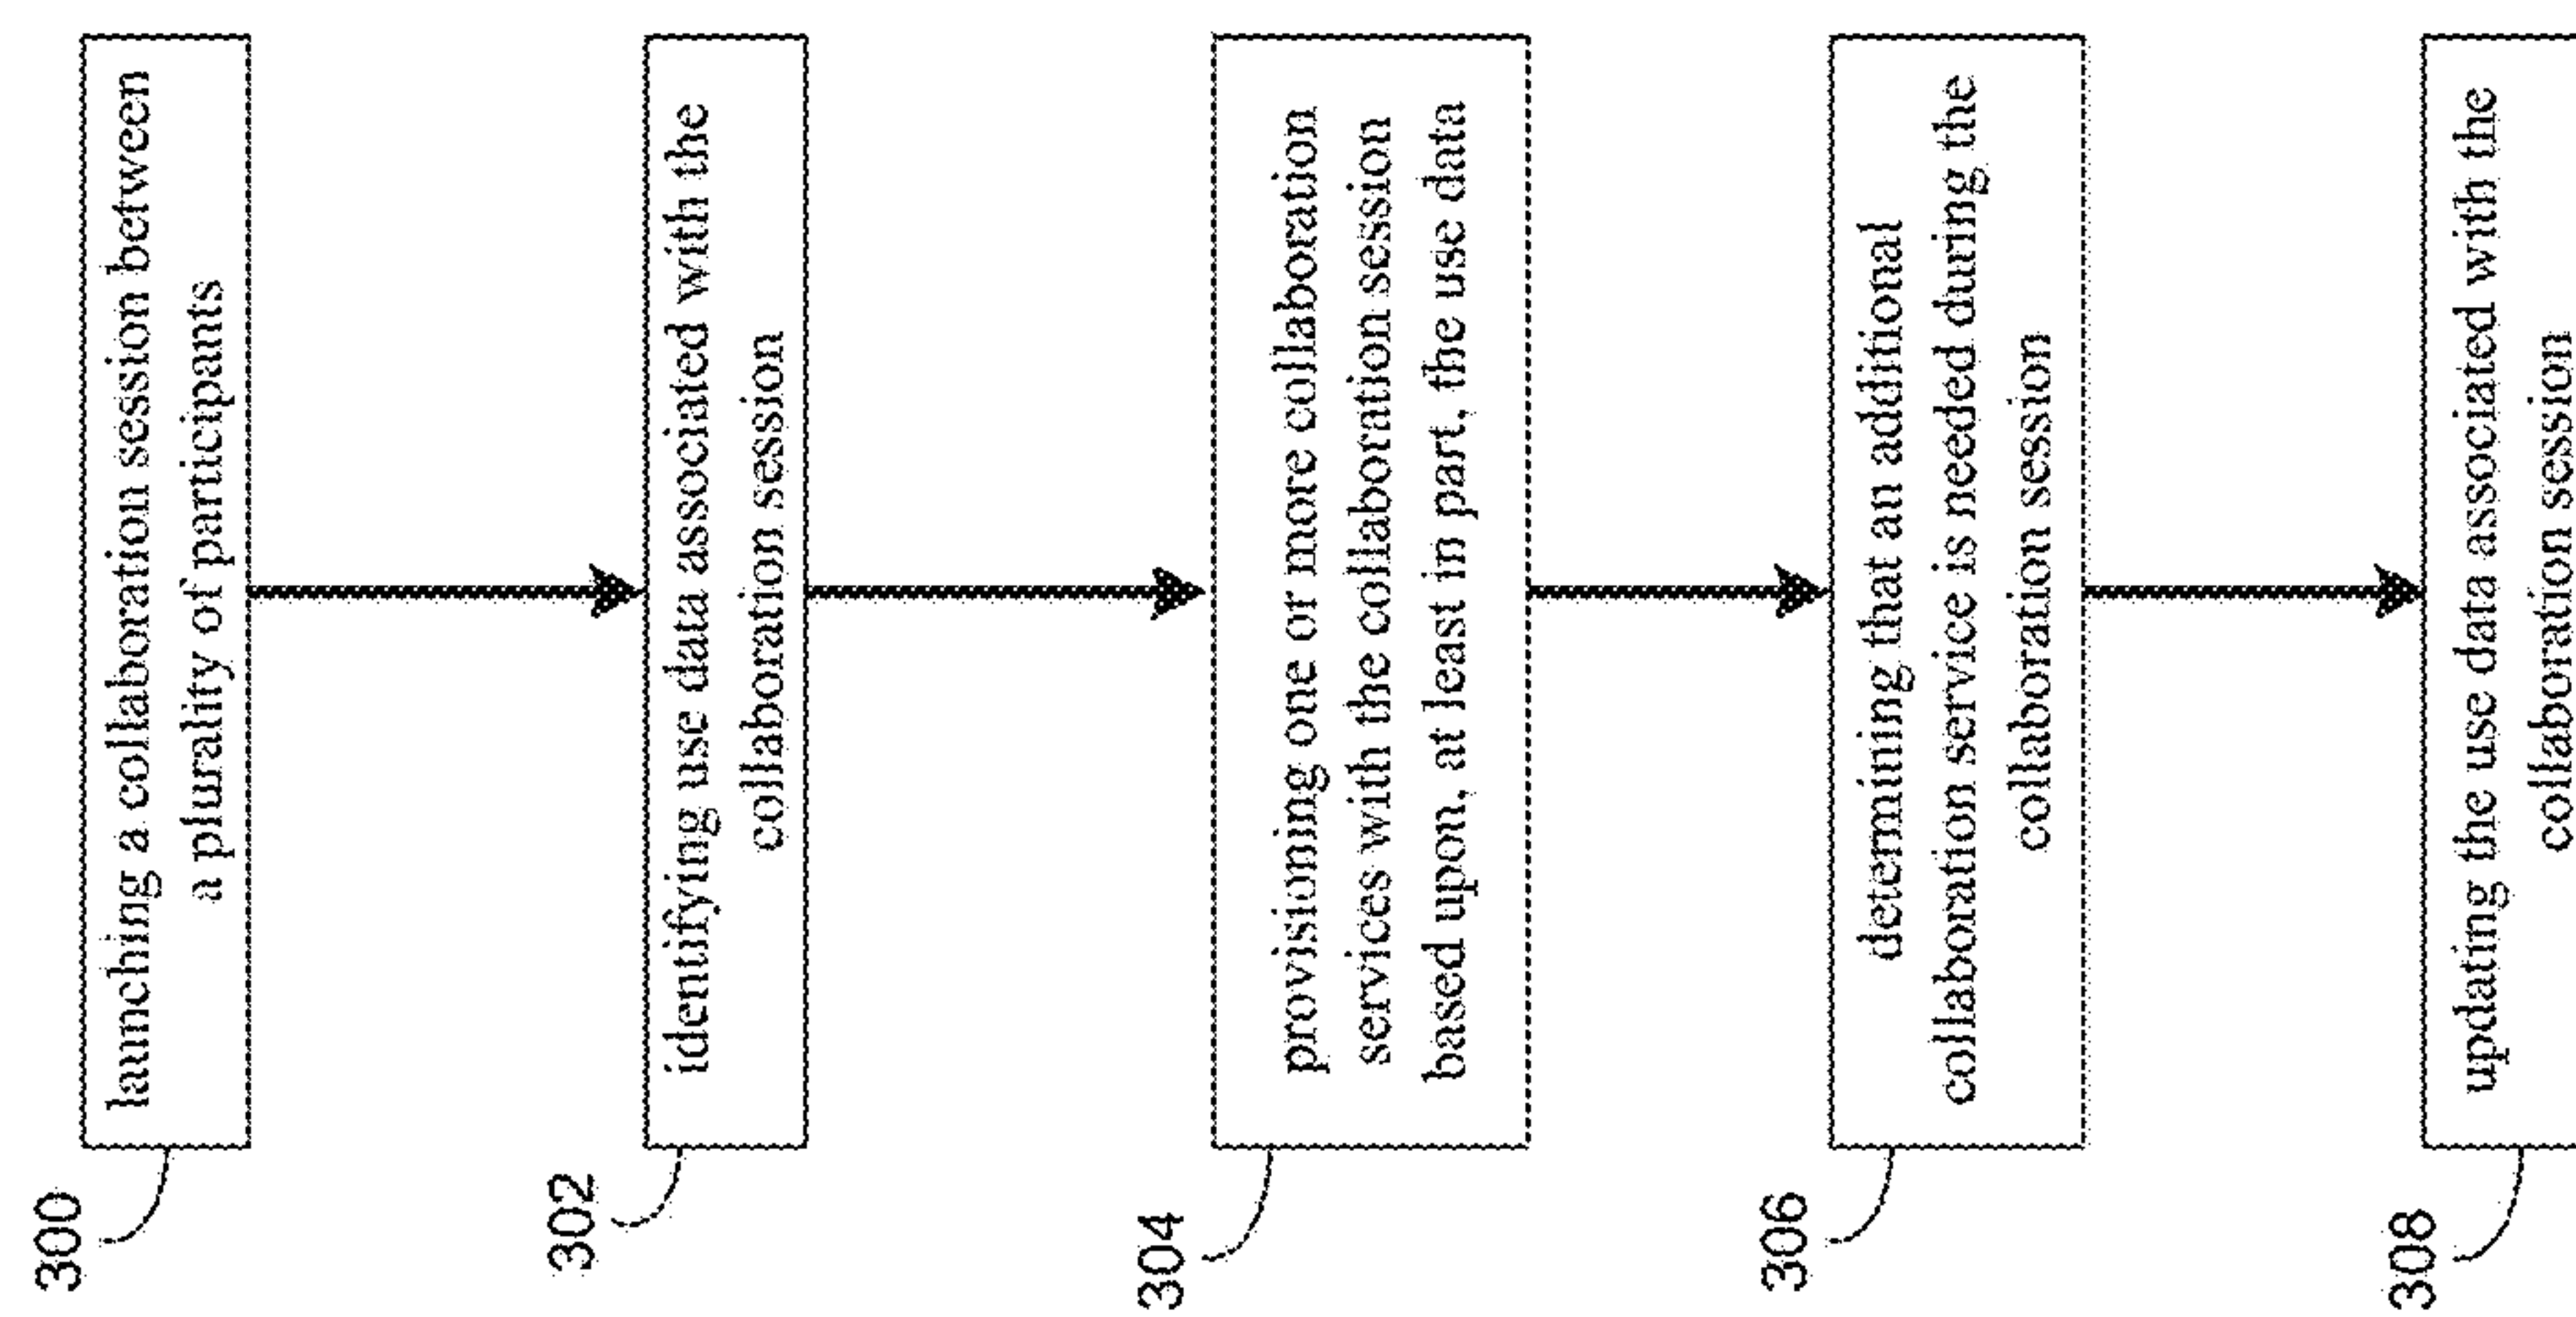 300
launching a collaboration session between
a plurality of participants
302
identifying use data associated with the
collaboration session
304
provisioning one or more collaboration
services with the collaboration session
based upon, at least in part, the use data
306
determining that an additional
collaboration service is needed during the
collaboration session
308
updating the use data associated with the
collaboration session